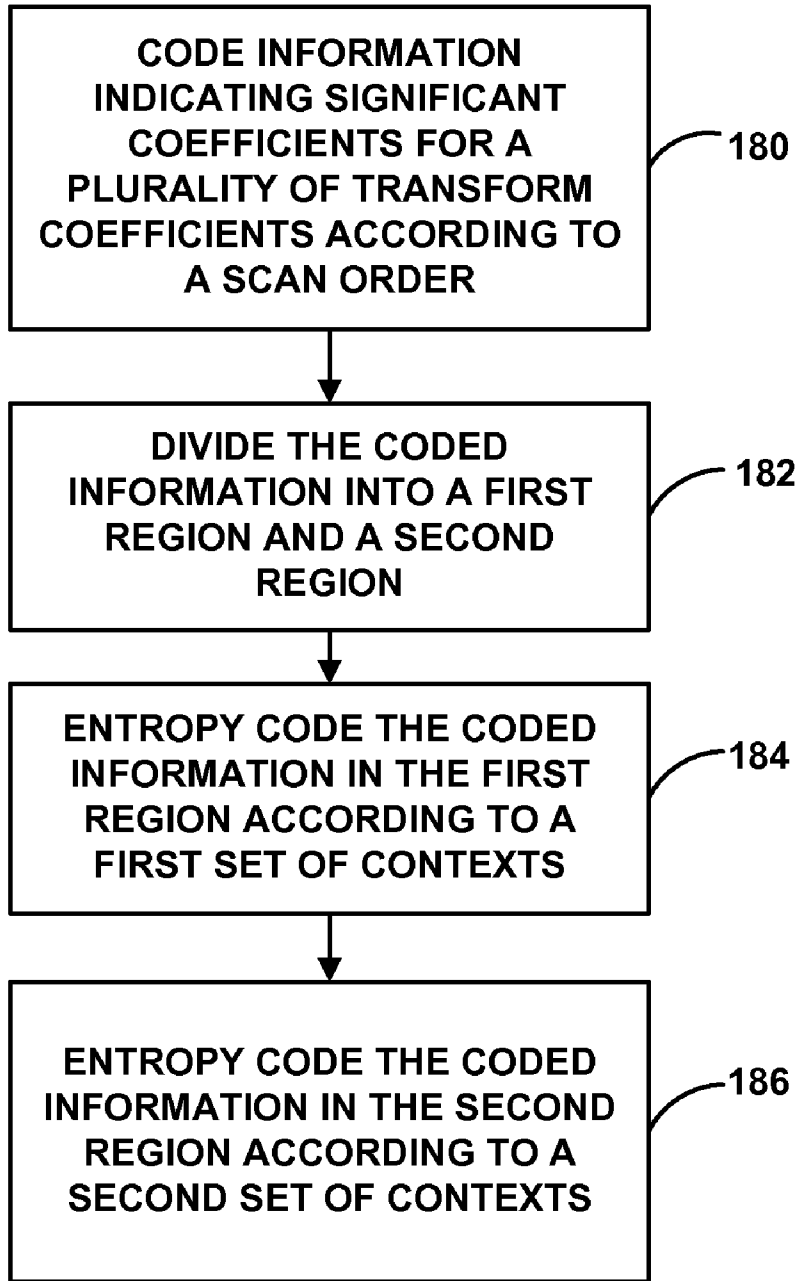 CODE INFORMATION
INDICATING SIGNIFICANT
COEFFICIENTS FOR A
PLURALITY OF TRANSFORM
COEFFICIENTS ACCORDING TO
A SCAN ORDER
180
DIVIDE THE CODED
INFORMATION INTO A FIRST
REGION AND A SECOND
REGION
182
ENTROPY CODE THE CODED
INFORMATION IN THE FIRST
REGION ACCORDING TO A
FIRST SET OF CONTEXTS
184
ENTROPY CODE THE CODED
INFORMATION IN THE SECOND
REGION ACCORDING TO A
SECOND SET OF CONTEXTS
186